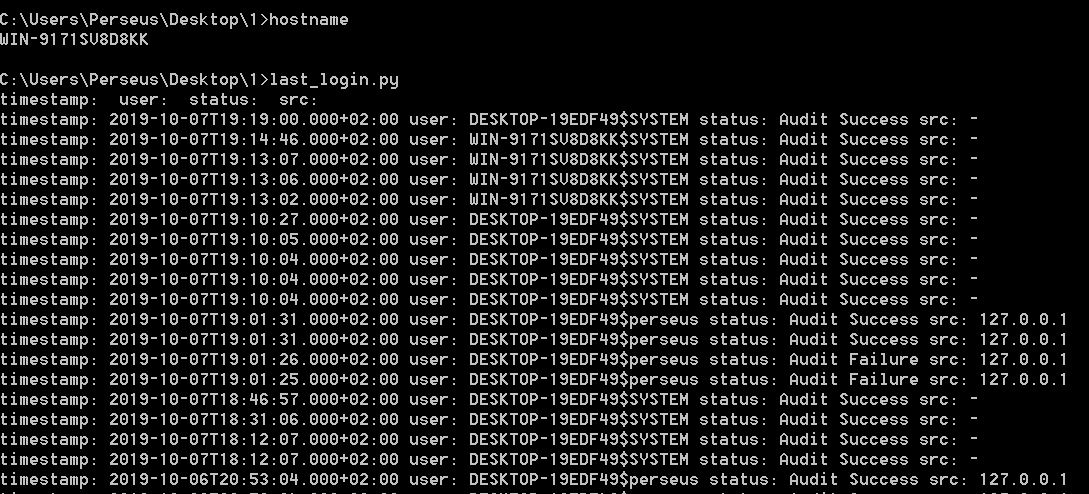 C:\Users\Perseus\Desktop\1>hostname
WIN-9171SV8D8KK
C:\Users\Perseus\Desktop\1>last_login.py
timestamp:  user:  status:  src:
timestamp: 2019-10-07T19:19:00.000+02:00 user: DESKTOP-19EDF49$SYSTEM status: Audit Success src: -
timestamp: 2019-10-07T19:14:46.000+02:00 user: WIN-9171SV8D8KK$SYSTEM status: Audit Success src: -
timestamp: 2019-10-07T19:13:07.000+02:00 user: WIN-9171SV8D8KK$SYSTEM status: Audit Success src: -
timestamp: 2019-10-07T19:13:06.000+02:00 user: WIN-9171SV8D8KK$SYSTEM status: Audit Success src: -
timestamp: 2019-10-07T19:13:02.000+02:00 user: WIN-9171SV8D8KK$SYSTEM status: Audit Success src: -
timestamp: 2019-10-07T19:10:27.000+02:00 user: DESKTOP-19EDF49$SYSTEM status: Audit Success src: -
timestamp: 2019-10-07T19:10:05.000+02:00 user: DESKTOP-19EDF49$SYSTEM status: Audit Success src: -
timestamp: 2019-10-07T19:10:04.000+02:00 user: DESKTOP-19EDF49$SYSTEM status: Audit Success src: -
timestamp: 2019-10-07T19:10:04.000+02:00 user: DESKTOP-19EDF49$SYSTEM status: Audit Success src: -
timestamp: 2019-10-07T19:10:04.000+02:00 user: DESKTOP-19EDF49$SYSTEM status: Audit Success src: -
timestamp: 2019-10-07T19:01:31.000+02:00 user: DESKTOP-19EDF49$perseus status: Audit Success src: 127.0.0.1
timestamp: 2019-10-07T19:01:31.000+02:00 user: DESKTOP-19EDF49$perseus status: Audit Success src: 127.0.0.1
timestamp: 2019-10-07T19:01:26.000+02:00 user: DESKTOP-19EDF49$perseus status: Audit Failure src: 127.0.0.1
timestamp: 2019-10-07T19:01:25.000+02:00 user: DESKTOP-19EDF49$perseus status: Audit Failure src: 127.0.0.1
timestamp: 2019-10-07T18:46:57.000+02:00 user: DESKTOP-19EDF49$SYSTEM status: Audit Success src: -
timestamp: 2019-10-07T18:31:06.000+02:00 user: DESKTOP-19EDF49$SYSTEM status: Audit Success src: -
timestamp: 2019-10-07T18:12:07.000+02:00 user: DESKTOP-19EDF49$SYSTEM status: Audit Success src: -
timestamp: 2019-10-07T18:12:07.000+02:00 user: DESKTOP-19EDF49$SYSTEM status: Audit Success src: -
timestamp: 2019-10-06T20:53:04.000+02:00 user: DESKTOP-19EDF49$perseus status: Audit Success src: 127.0.0.1